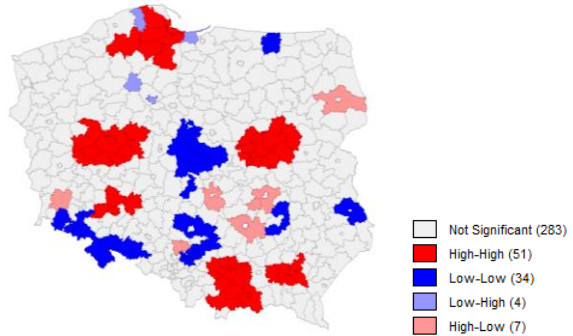 Not Significant (283)
High-High (51)
Low-Low (34)
Low-High (4)
High-Low (7)